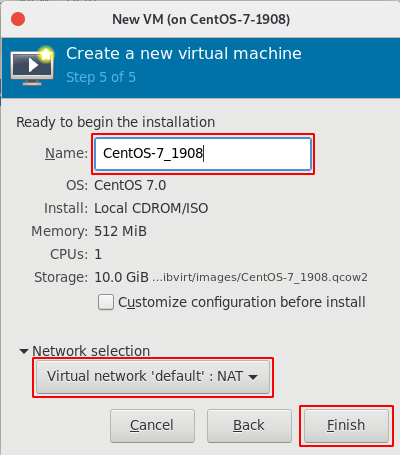 New VM (on CentOS-7-1908)
Create a new virtual machine
Step 5 of 5
Ready to begin the installation
Name: CentOS-7_1908
OS: CentOS 7.0
Install: Local CDROM/ISO
Memory: 512 MiB
CPUs: 1
Storage: 10.0 GiB ...ibvirt/images/CentOS-7_1908.qcow2
Customize configuration before install
Network selection
Virtual network 'default' : NAT
Cancel Back Finish